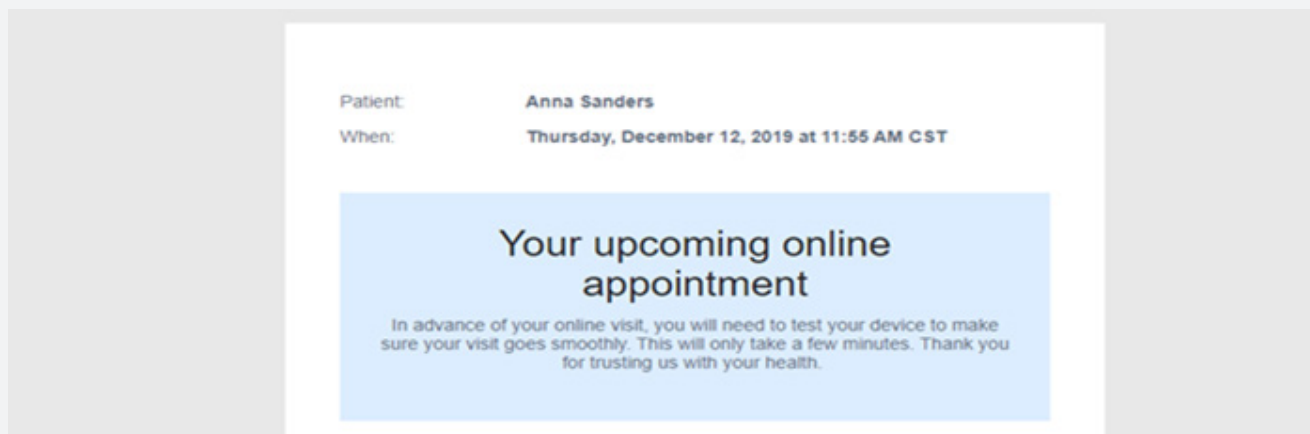 Patient: Anna Sanders
When: Thursday, December 12, 2019 at 11:55 AM CST
Your upcoming online
appointment
In advance of your online visit, you will need to test your device to make
sure your visit goes smoothly. This will only take a few minutes. Thank you
for trusting us with your health.